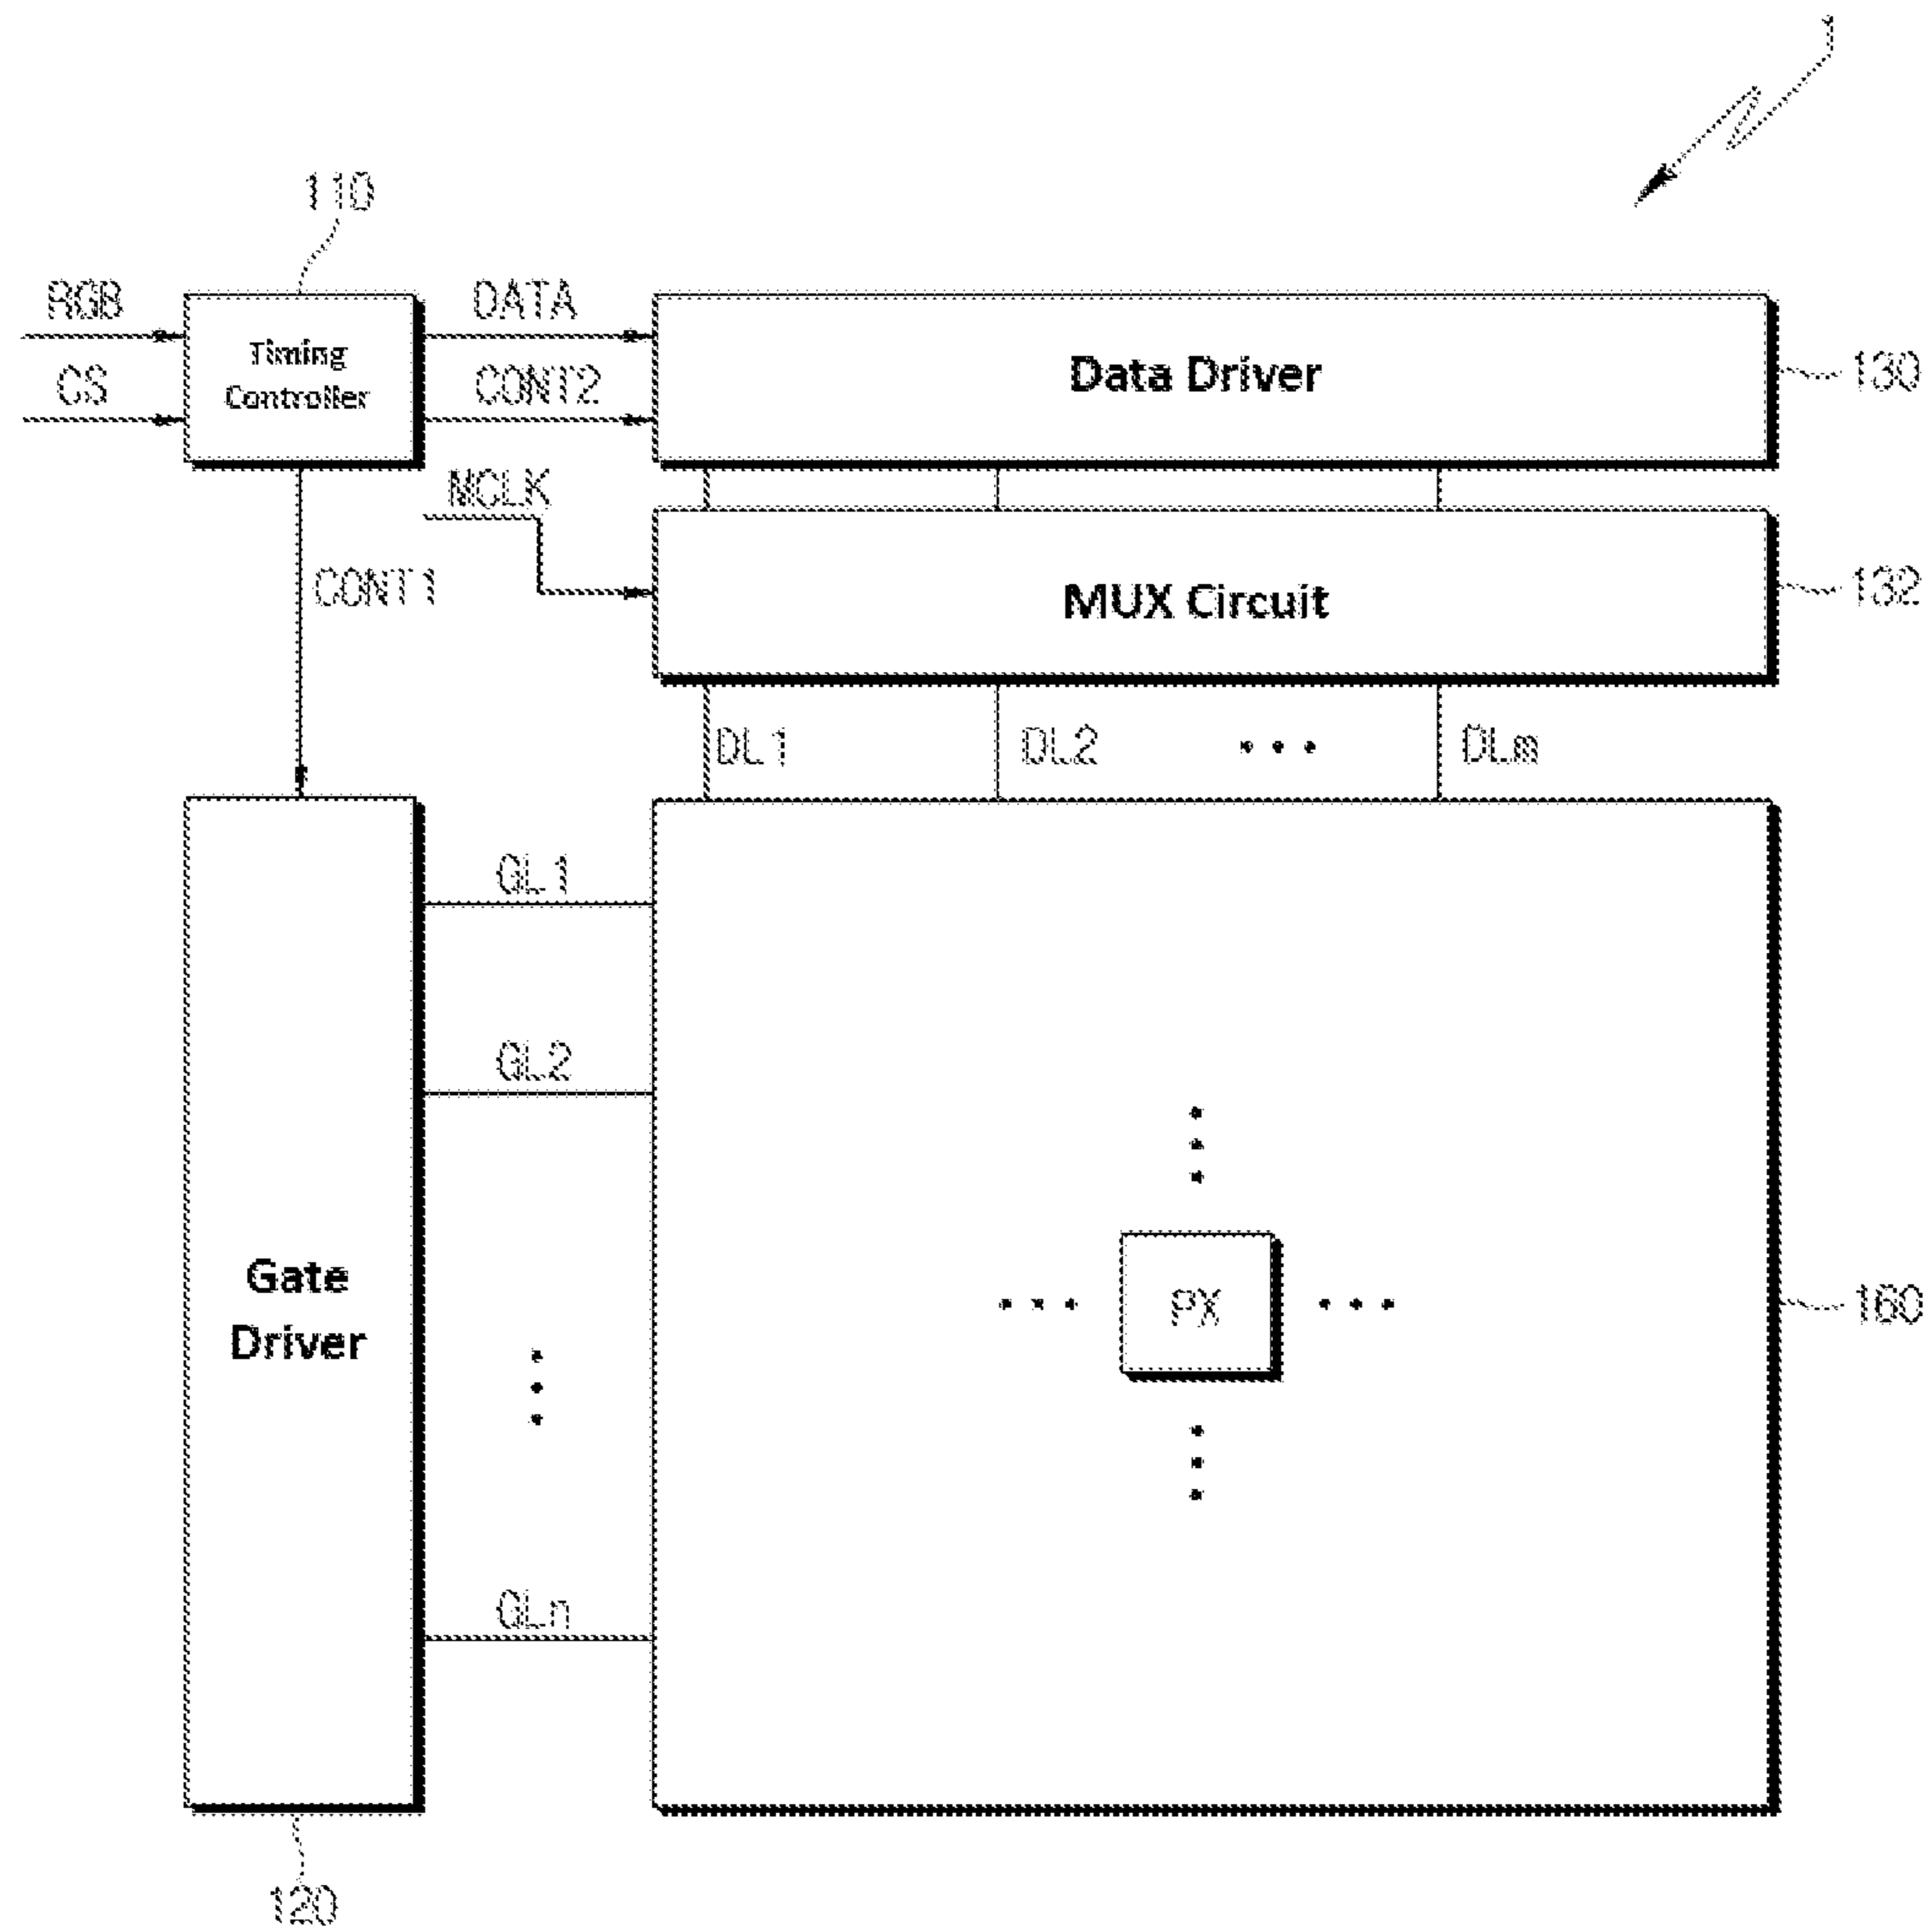 1
110
RGB
DATA
Timing
Controller
Data Driver
130
CS
CONT2
MCLK
CONT1
MUX Circuit
132
DL1
DL2
• • •
DLm
GL1
GL2
Gate
Driver
PX
160
GLn
120